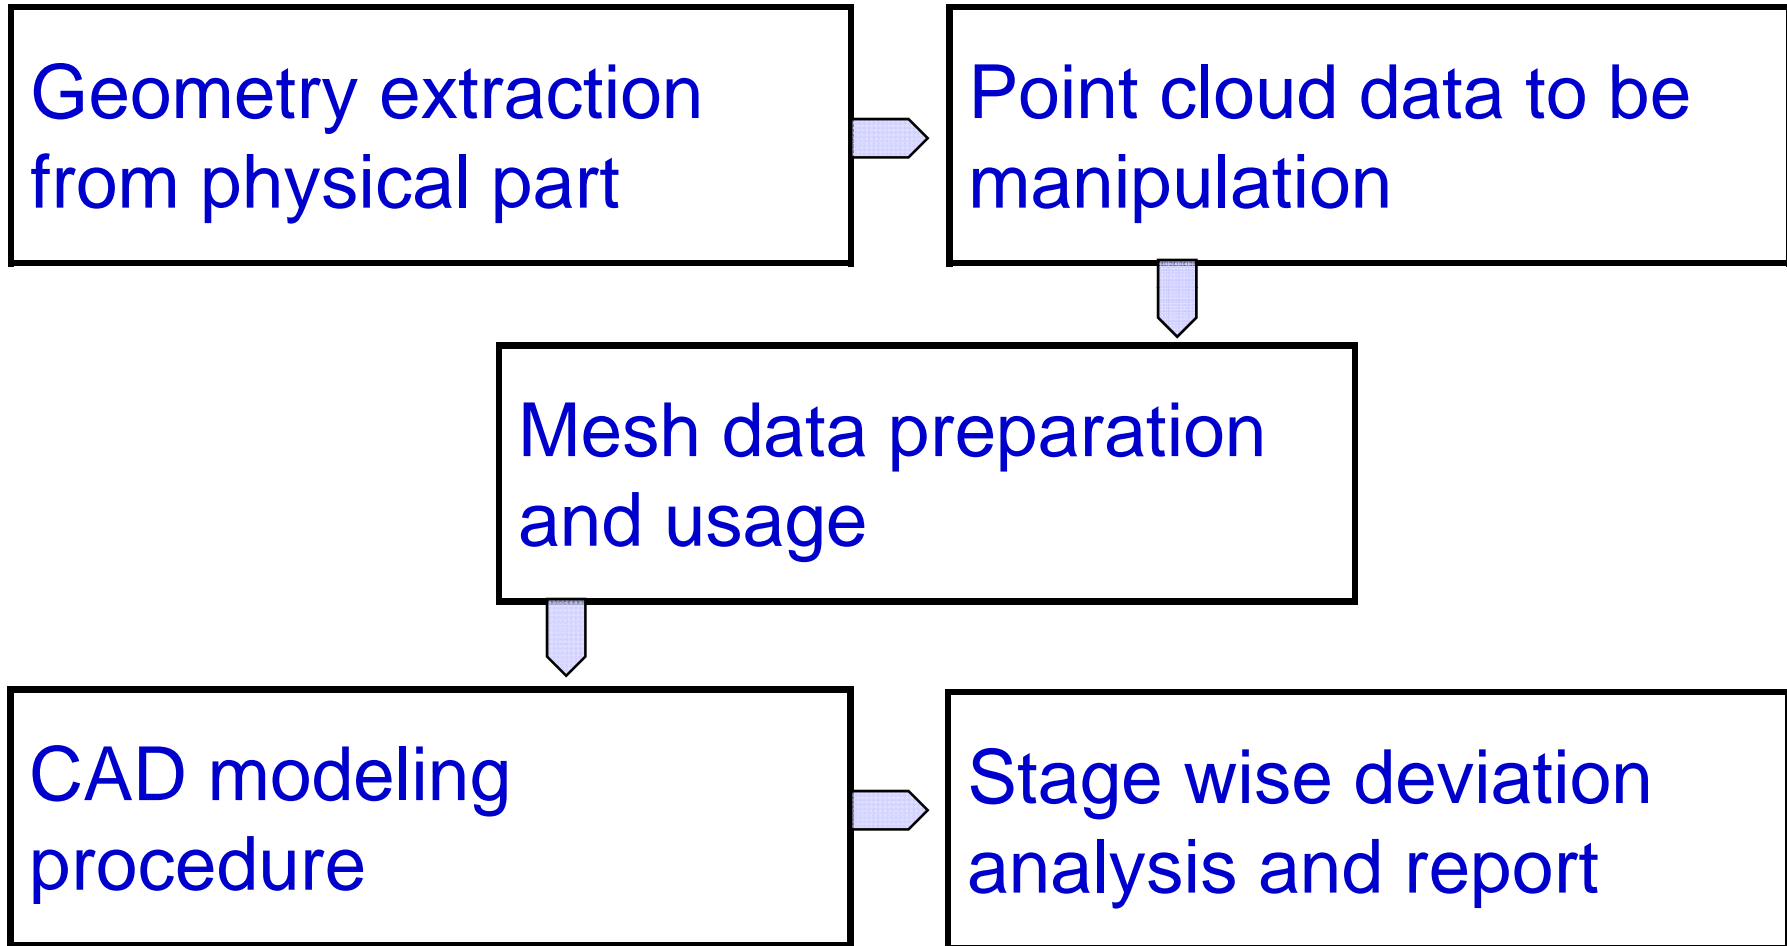 Geometry extraction
from physical part
Point cloud data to be
manipulation
Mesh data preparation
and usage
CAD modeling
procedure
Stage wise deviation
analysis and report